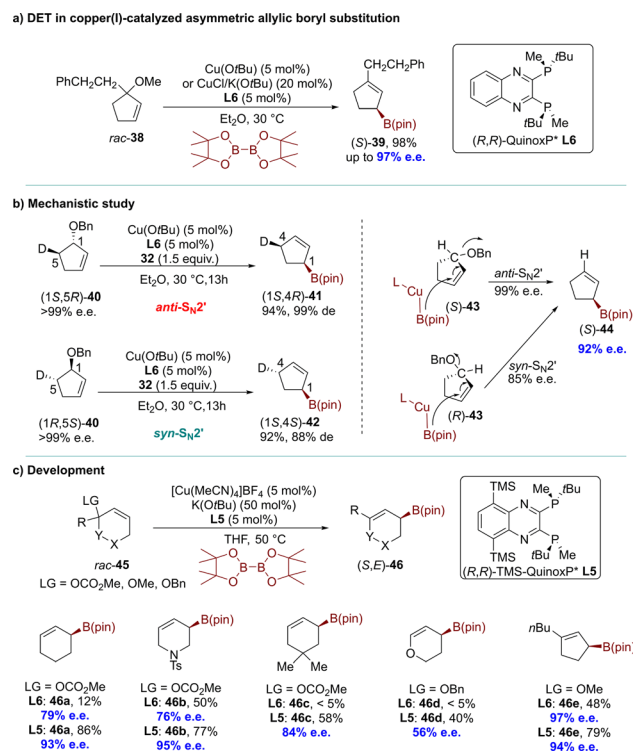 a) DET in copper(I)-catalyzed asymmetric allylic boryl substitution
PhCH2CH2
OMe
rac-38
Cu(OtBu) (5 mol%)
or CuCl/K(OtBu) (20 mol%)
L6 (5 mol%)
Et2O, 30 °C
O
B B
O
O
O
CH2CH2Ph
B(pin)
(S)-39, 98%
up to 97% e.e.
Me
tBu
N
P
N
P
tBu
Me
(R,R)-QuinoxP* L6
b) Mechanistic study
OBn
D
1
5
(1S,5R)-40
>99% e.e.
Cu(OtBu) (5 mol%)
L6 (5 mol%)
32 (1.5 equiv.)
Et2O, 30 °C,13h
anti-SN2'
D
4
1
B(pin)
(1S,4R)-41
94%, 99% de
OBn
D
1
5
(1R,5S)-40
>99% e.e.
Cu(OtBu) (5 mol%)
L6 (5 mol%)
32 (1.5 equiv.)
Et2O, 30 °C,13h
syn-SN2'
D
4
1
B(pin)
(1S,4S)-42
92%, 88% de
H
OBn
L
Cu
B(pin)
(S)-43
anti-SN2'
99% e.e.
BnO
H
L
Cu
B(pin)
(R)-43
syn-SN2'
85% e.e.
H
B(pin)
(S)-44
92% e.e.
c) Development
LG
R
Y
X
rac-45
LG = OCO2Me, OMe, OBn
[Cu(MeCN)4]BF4 (5 mol%)
K(OtBu) (50 mol%)
L5 (5 mol%)
THF, 50 °C
O
O
B B
O
O
R
B(pin)
Y
X
(S,E)-46
TMS
Me
tBu
N
P
N
P
TMS
tBu
Me
(R,R)-TMS-QuinoxP* L5
B(pin)
LG = OCO2Me
L6: 46a, 12%
79% e.e.
L5: 46a, 86%
93% e.e.
B(pin)
N
Ts
LG = OCO2Me
L6: 46b, 50%
76% e.e.
L5: 46b, 77%
95% e.e.
B(pin)
Me Me
LG = OCO2Me
L6: 46c, < 5%
L5: 46c, 58%
84% e.e.
B(pin)
O
LG = OBn
L6: 46d, < 5%
L5: 46d, 40%
56% e.e.
nBu
B(pin)
LG = OMe
L6: 46e, 48%
97% e.e.
L5: 46e, 79%
94% e.e.